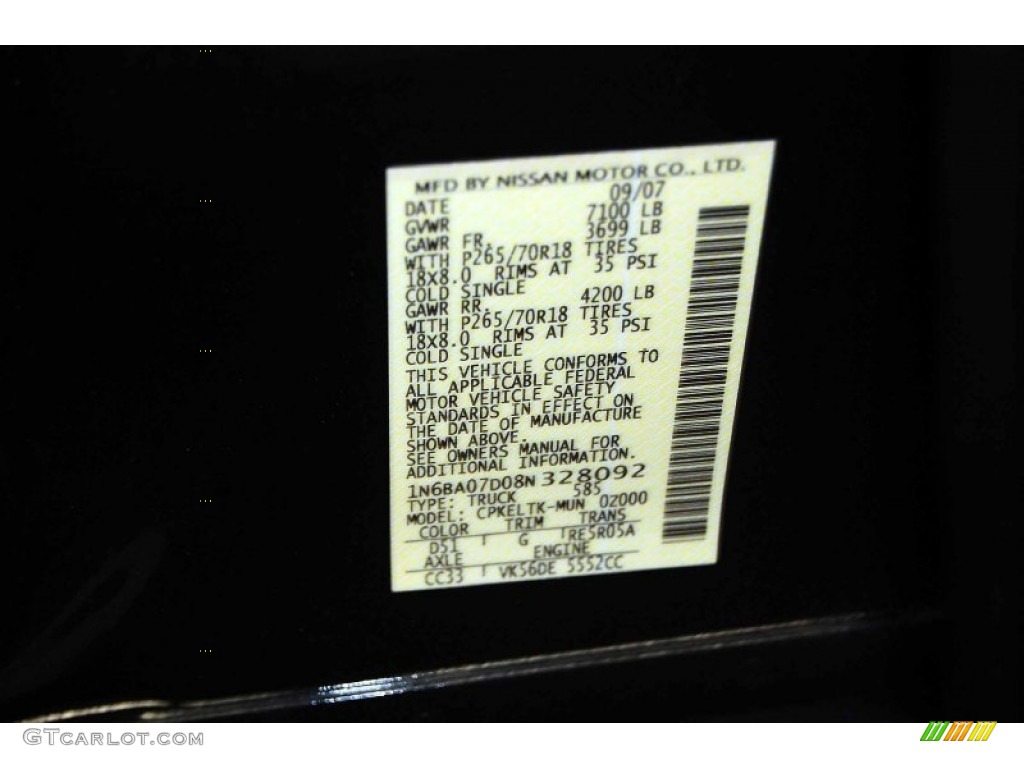 MFD BY NISSAN MOTOR CO., LTD.
DATE 09/07
GVWR 7100 LB
GAWR FR. 3699 LB
WITH P265/70R18 TIRES
18X8.0 RIMS AT 35 PSI
COLD SINGLE
GAWR RR. 4200 LB
WITH P265/70R18 TIRES
18X8.0 RIMS AT 35 PSI
COLD SINGLE
THIS VEHICLE CONFORMS TO
ALL APPLICABLE FEDERAL
MOTOR VEHICLE SAFETY
STANDARDS IN EFFECT ON
THE DATE OF MANUFACTURE
SHOWN ABOVE.
SEE OWNERS MANUAL FOR
ADDITIONAL INFORMATION.
1N6BA07D08N328092
TYPE: TRUCK 585
MODEL: CPKELTK-MUN 02000
COLOR TRIM TRANS
D51 G RE5R05A
AXLE ENGINE
CC33 VK56DE 5552CC
GTCARLOT.COM